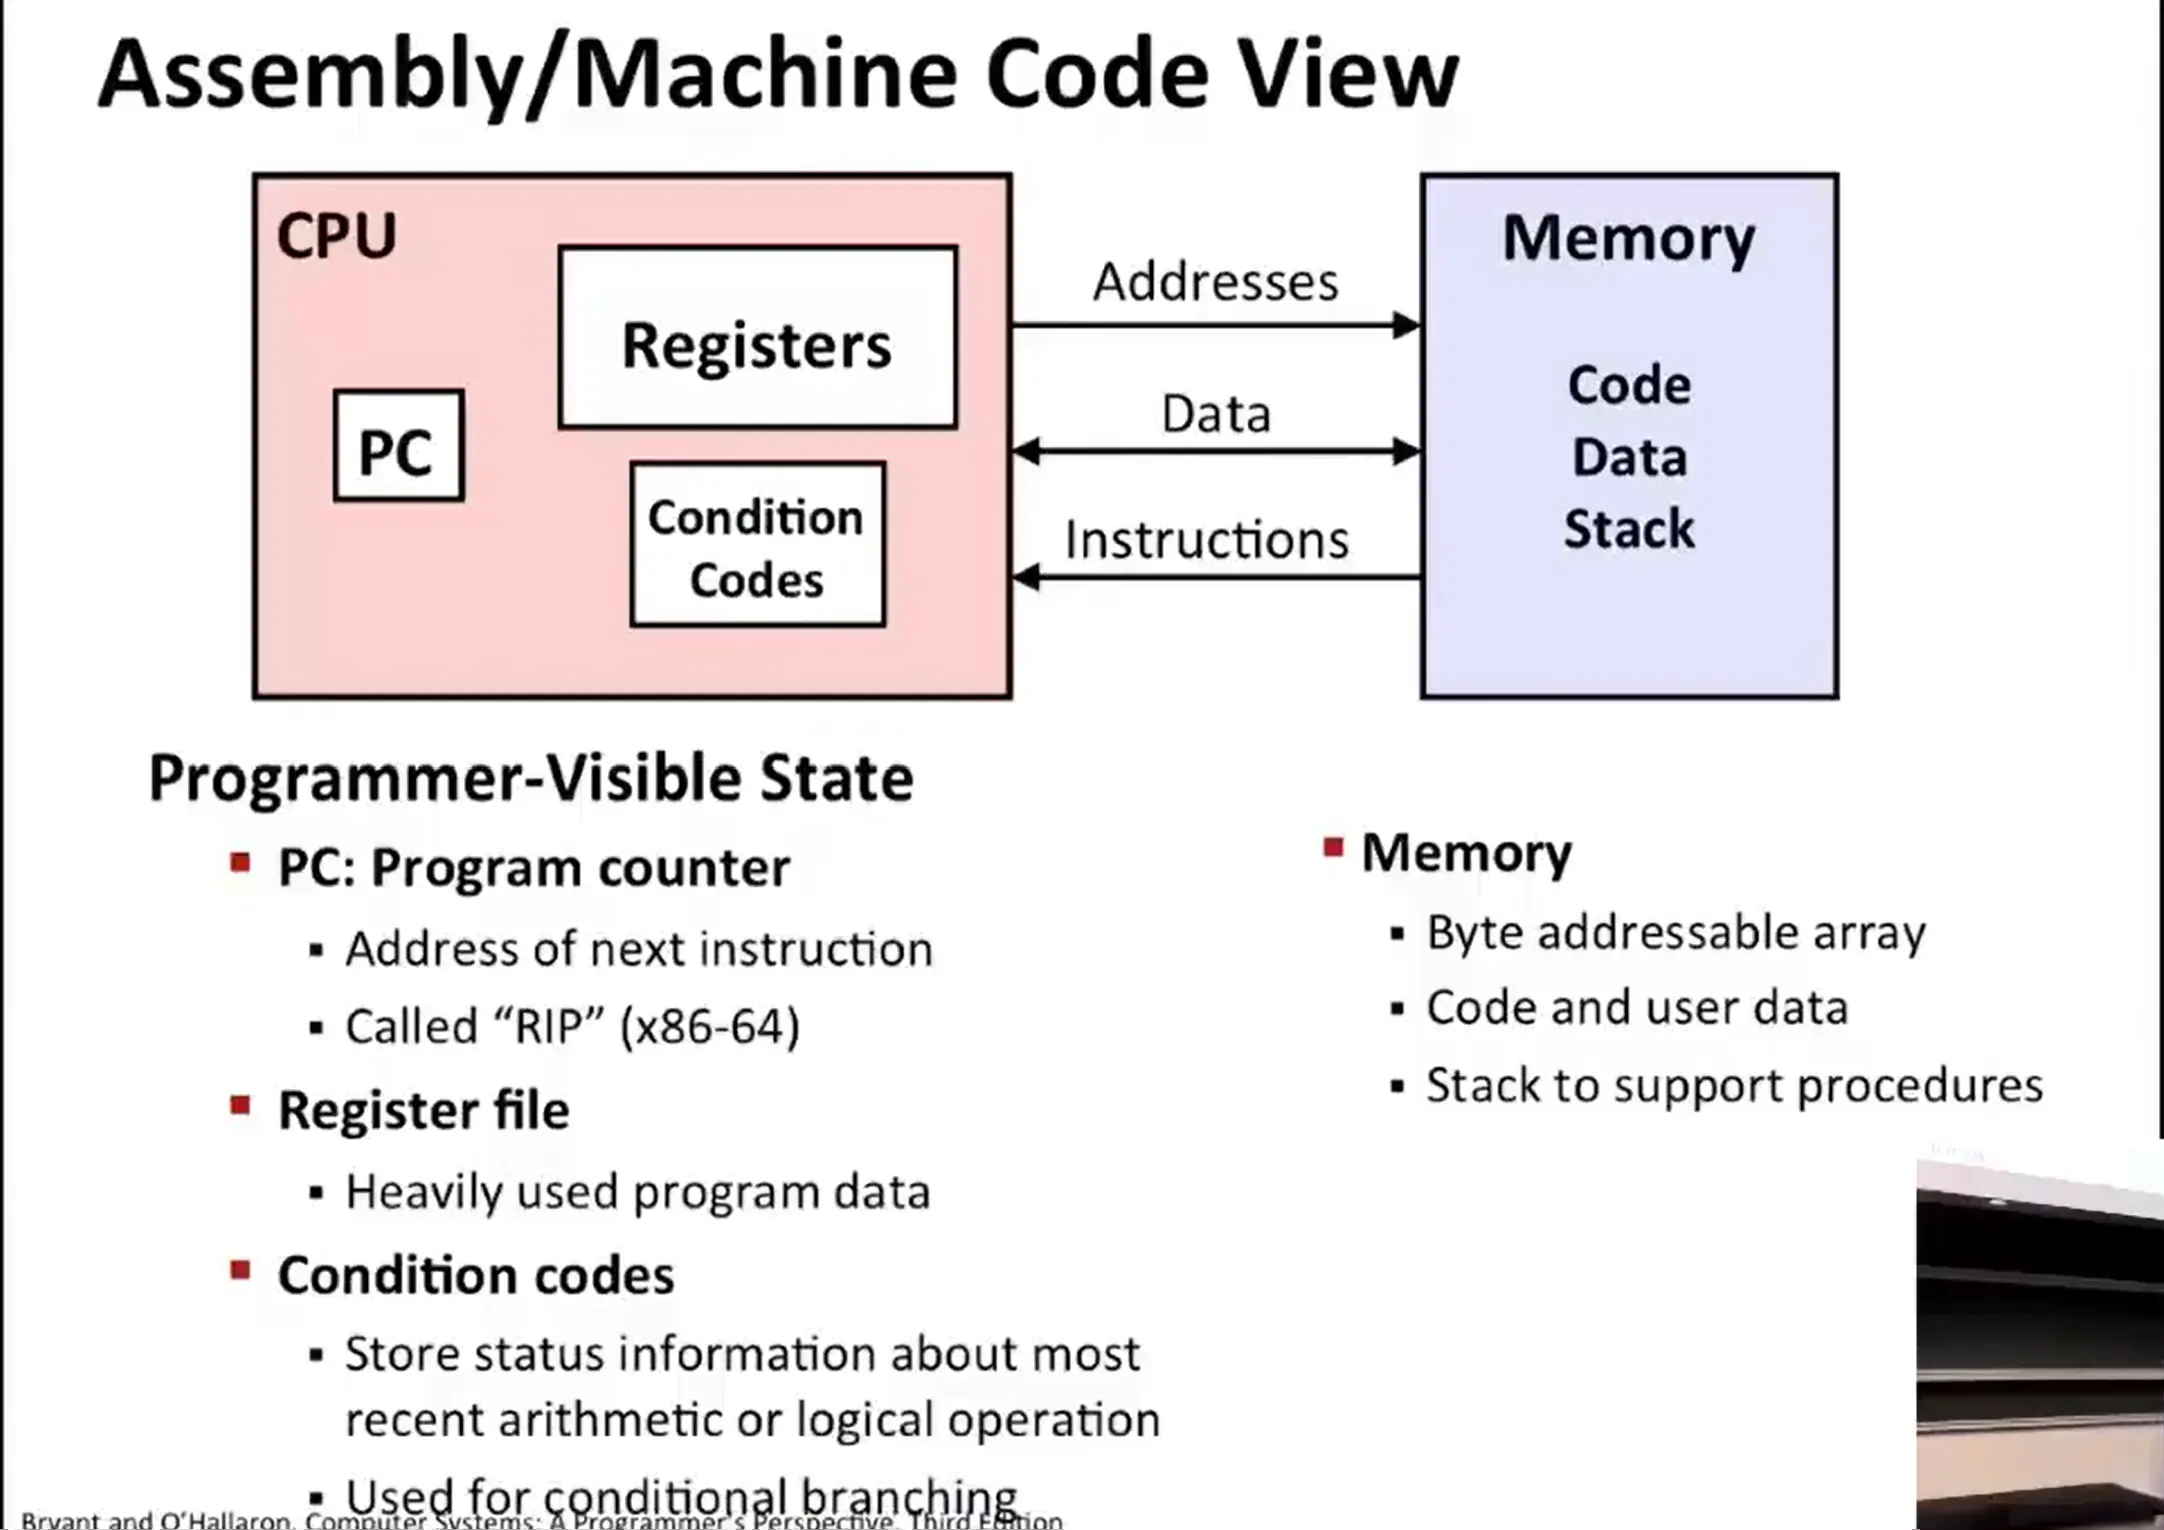 Assembly/Machine Code View
CPU
Registers
PC
Condition
Codes
Addresses
Data
Instructions
Memory
Code
Data
Stack
Programmer-Visible State
▪ PC: Program counter
▪ Address of next instruction
▪ Called “RIP” (x86-64)
▪ Register file
▪ Heavily used program data
▪ Condition codes
▪ Store status information about most
recent arithmetic or logical operation
▪ Used for conditional branching
▪ Memory
▪ Byte addressable array
▪ Code and user data
▪ Stack to support procedures
Bryant and O’Hallaron, Computer Systems: A Programmer’s Perspective, Third Edition